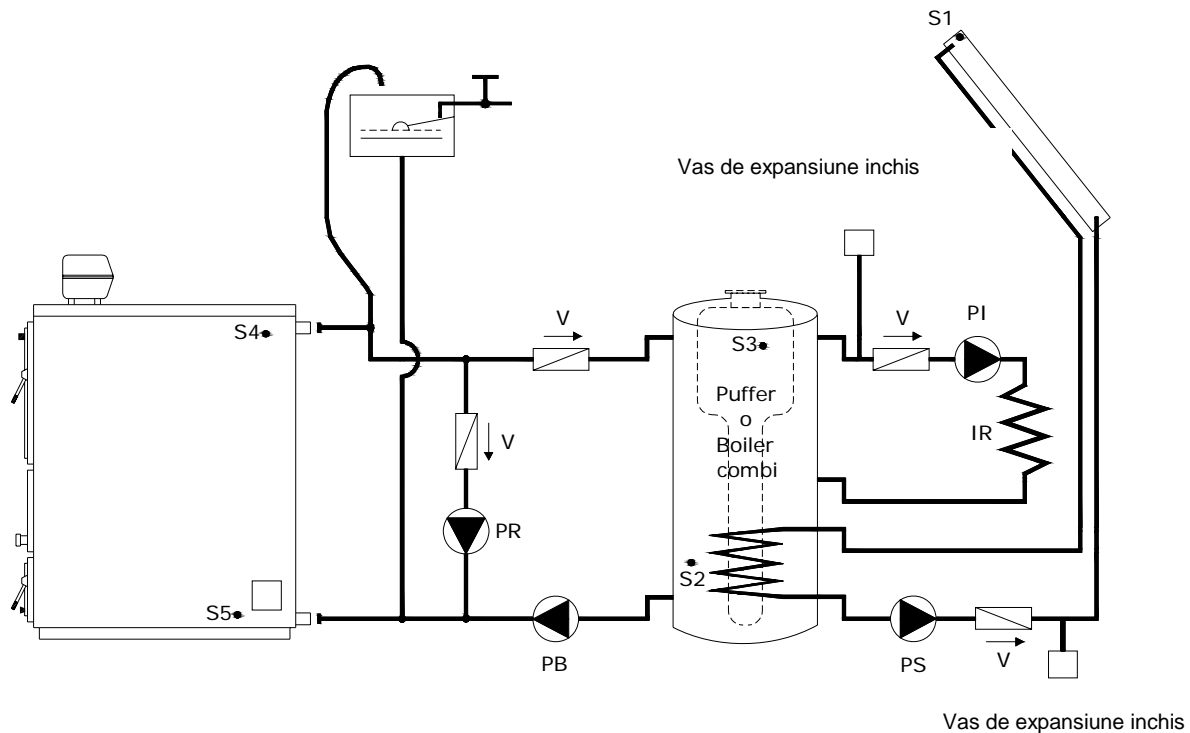 S1
Vas de expansiune inchis
S4
V
V
PI
S3
Puffer
o
Boiler
combi
IR
V
PR
S2
S5
PB
PS
V
Vas de expansiune inchis